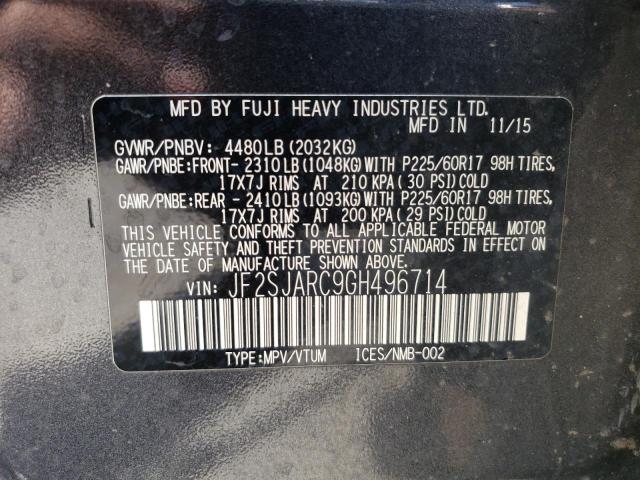 MFD BY FUJI HEAVY INDUSTRIES LTD.
MFD IN 11/15
GVWR/PNBV: 4480LB(2032KG)
GAWR/PNBE:FRONT- 2310LB(1048KG)WITH P225/60R17 98H TIRES,
17X7J RIMS AT 210 KPA( 30 PSI)COLD
GAWR/PNBE:REAR - 2410LB(1093KG)WITH P225/60R17 98H TIRES,
17X7J RIMS AT 200 KPA( 29 PSI)COLD
THIS VEHICLE CONFORMS TO ALL APPLICABLE FEDERAL MOTOR
VEHICLE SAFETY AND THEFT PREVENTION STANDARDS IN EFFECT ON
THE DATE OF MANUFACTURE SHOWN ABOVE.
VIN: JF2SJARC9GH496714
TYPE:MPV/VTUM ICES/NMB-002